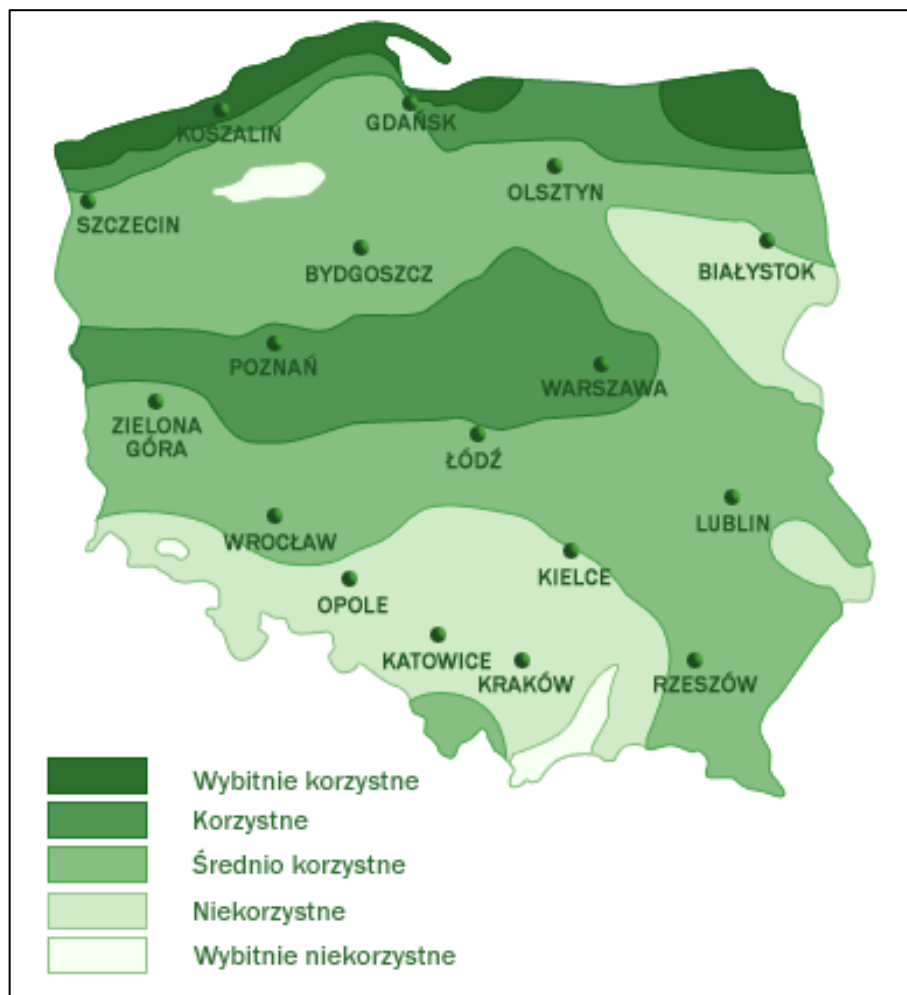 KOSZALIN
GDAŃSK
OLSZTYN
SZCZECIN
BIAŁYSTOK
BYDGOSZCZ
POZNAŃ
WARSZAWA
ZIELONA
GÓRA
ŁÓDŹ
LUBLIN
WROCŁAW
KIELCE
OPOLE
KATOWICE
KRAKÓW
RZESZÓW
Wybitnie korzystne
Korzystne
Średnio korzystne
Niekorzystne
Wybitnie niekorzystne